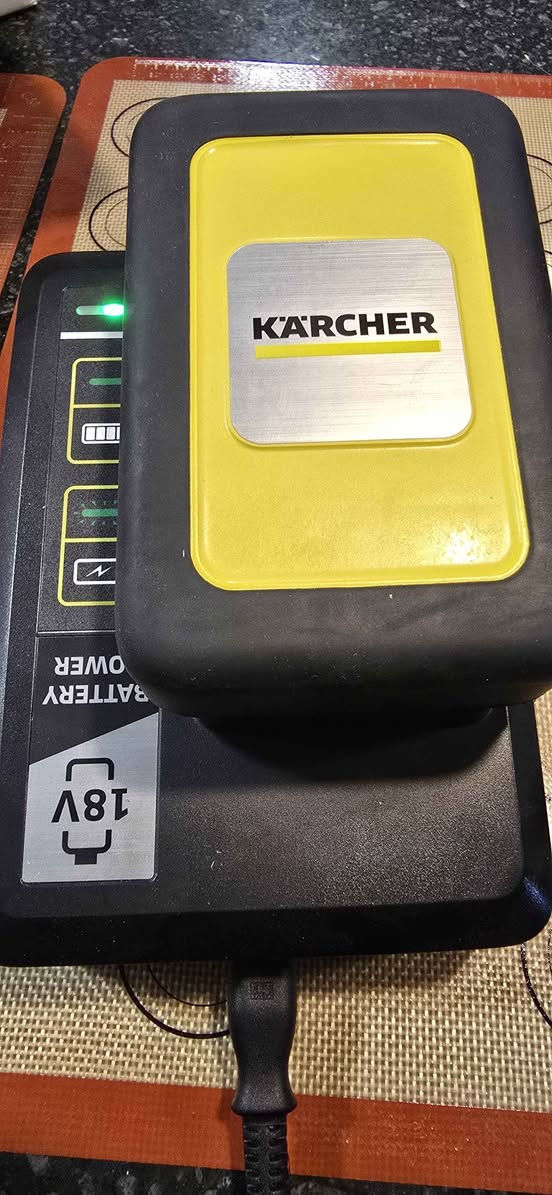 KÄRCHER
BATTERY
POWER
18V